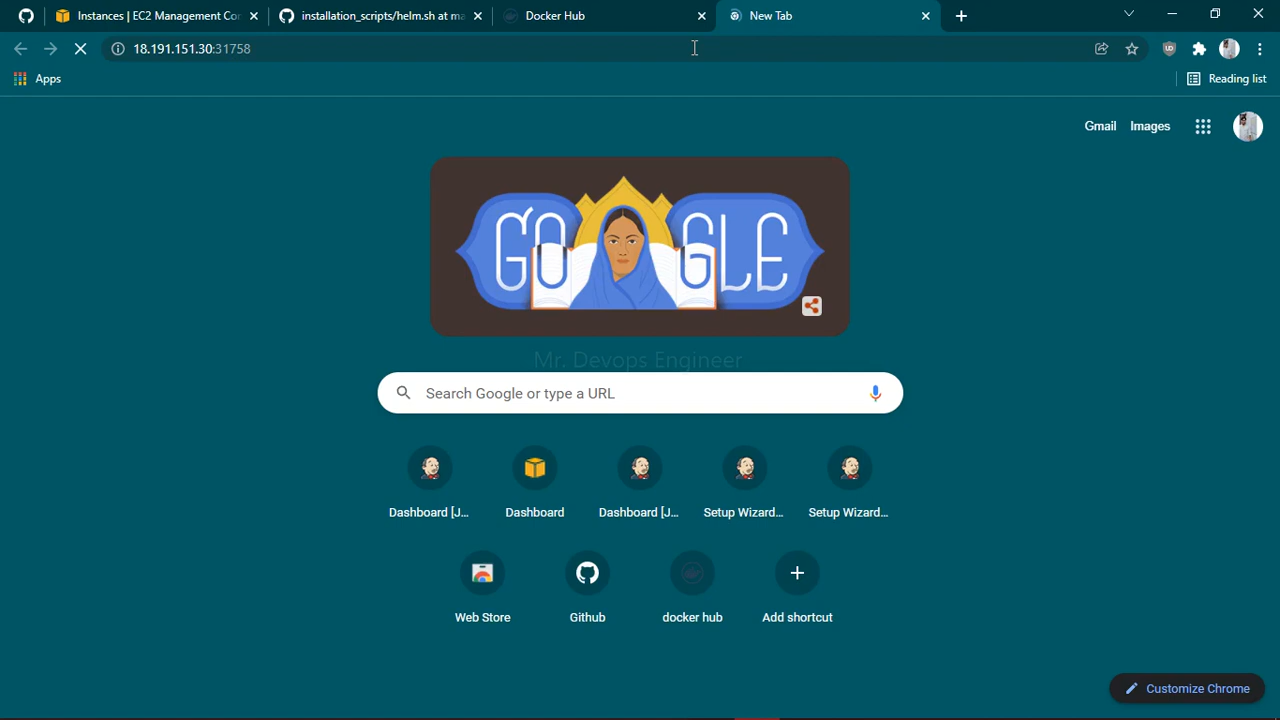 Instances | EC2 Management Co
installation_scripts/helm.sh at ma
Docker Hub
New Tab
18.191.151.30:31758
Apps
Reading list
Gmail
Images
GOOGLE
Mr. Devops Engineer
Search Google or type a URL
Dashboard [J...
Dashboard
Dashboard [J...
Setup Wizard...
Setup Wizard...
Web Store
Github
docker hub
Add shortcut
Customize Chrome